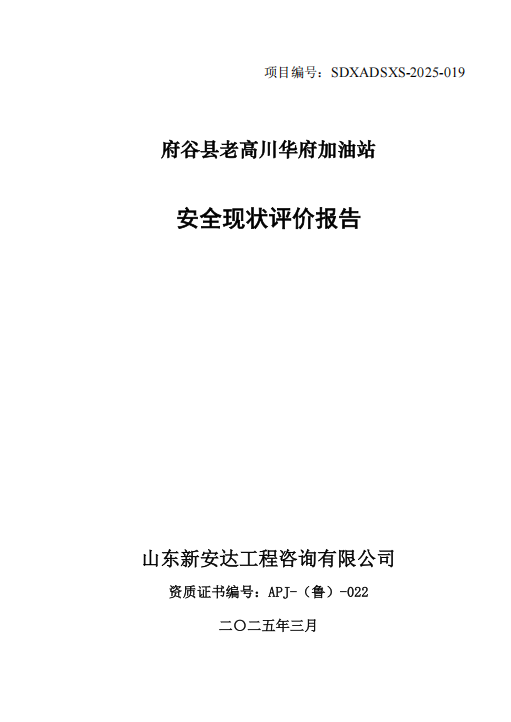 项目编号：SDXADSXS-2025-019
府谷县老高川华府加油站
安全现状评价报告
山东新安达工程咨询有限公司
资质证书编号：APJ-（鲁）-022
二〇二五年三月